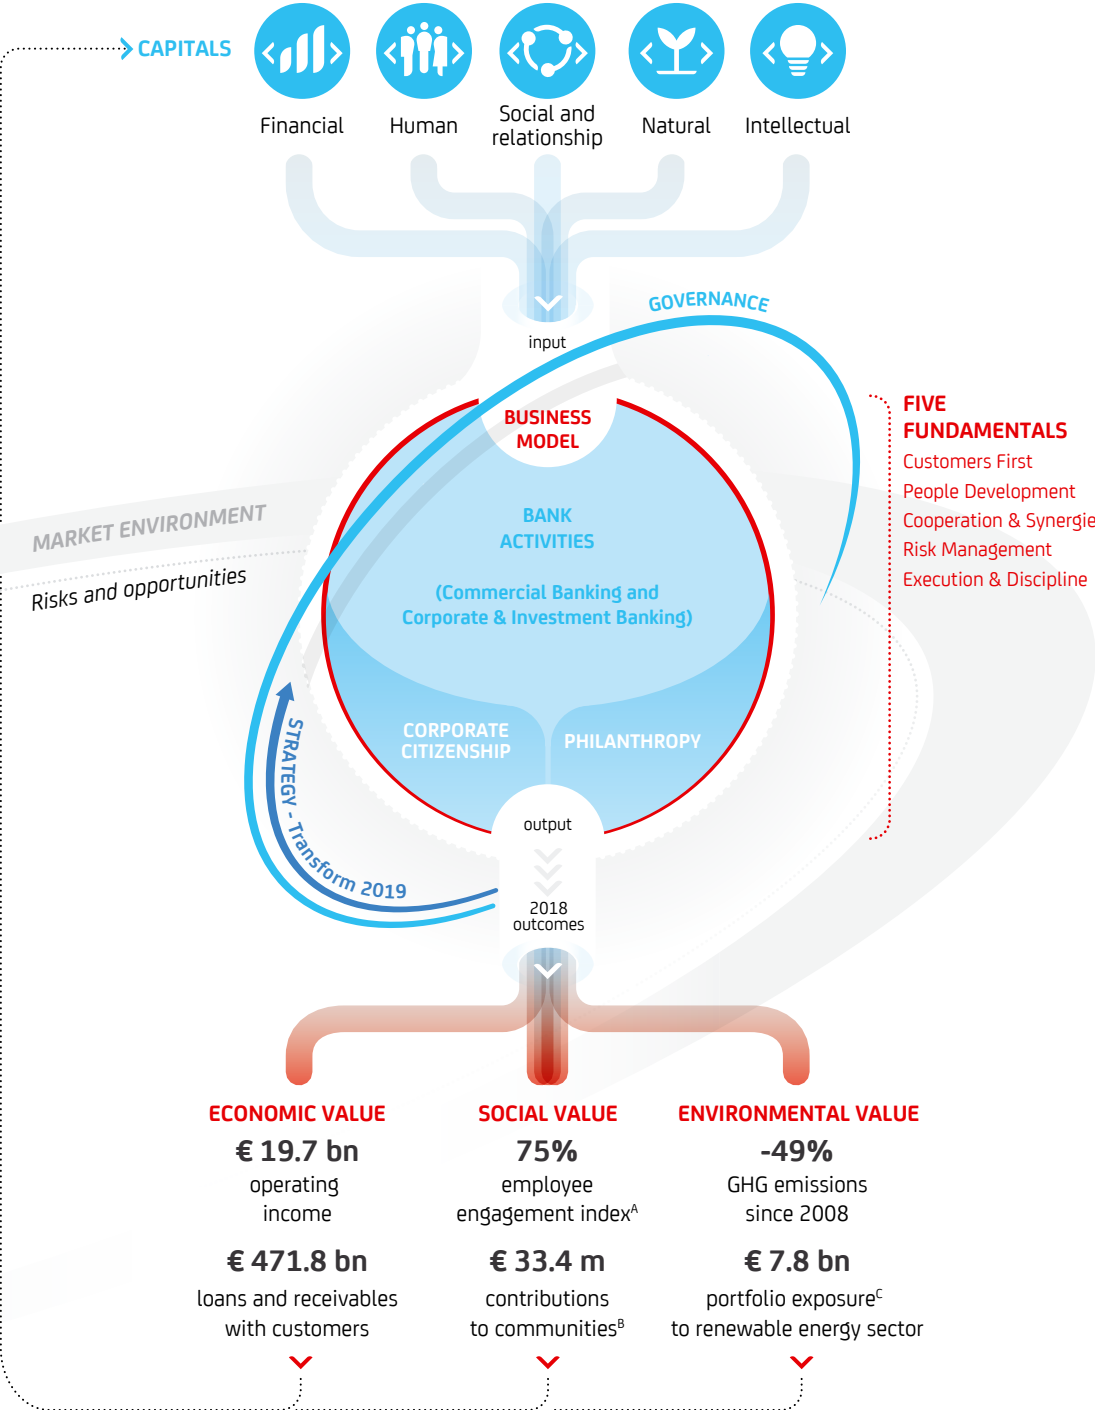 CAPITALS
Financial
Human
Social and
relationship
Natural
Intellectual
GOVERNANCE
input
BUSINESS
MODEL
FIVE
FUNDAMENTALS
Customers First
People Development
Cooperation & Synergie
Risk Management
Execution & Discipline
MARKET ENVIRONMENT
Risks and opportunities
BANK
ACTIVITIES
(Commercial Banking and
Corporate & Investment Banking)
CORPORATE
CITIZENSHIP
PHILANTHROPY
STRATEGY - Transform 2019
output
2018
outcomes
ECONOMIC VALUE
€ 19.7 bn
operating
income
€ 471.8 bn
loans and receivables
with customers
SOCIAL VALUE
75%
employee
engagement indexᴬ
€ 33.4 m
contributions
to communitiesᴮ
ENVIRONMENTAL VALUE
-49%
GHG emissions
since 2008
€ 7.8 bn
portfolio exposureᶜ
to renewable energy sector